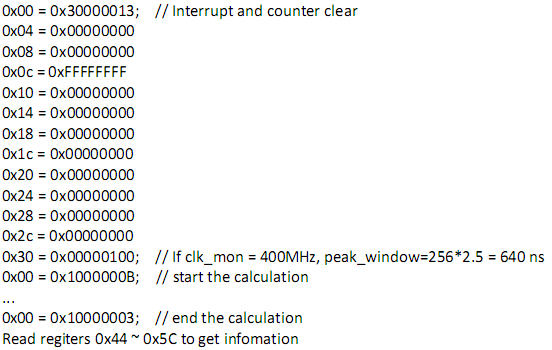 0x00 = 0x30000013;   // Interrupt and counter clear
0x04 = 0x00000000
0x08 = 0x00000000
0x0c = 0xFFFFFFFF
0x10 = 0x00000000
0x14 = 0x00000000
0x18 = 0x00000000
0x1c = 0x00000000
0x20 = 0x00000000
0x24 = 0x00000000
0x28 = 0x00000000
0x2c = 0x00000000
0x30 = 0x00000100;   // If clk_mon = 400MHz, peak_window=256*2.5 = 640 ns
0x00 = 0x1000000B;   // start the calculation
...
0x00 = 0x10000003;   // end the calculation
Read regiters 0x44 ~ 0x5C to get infomation